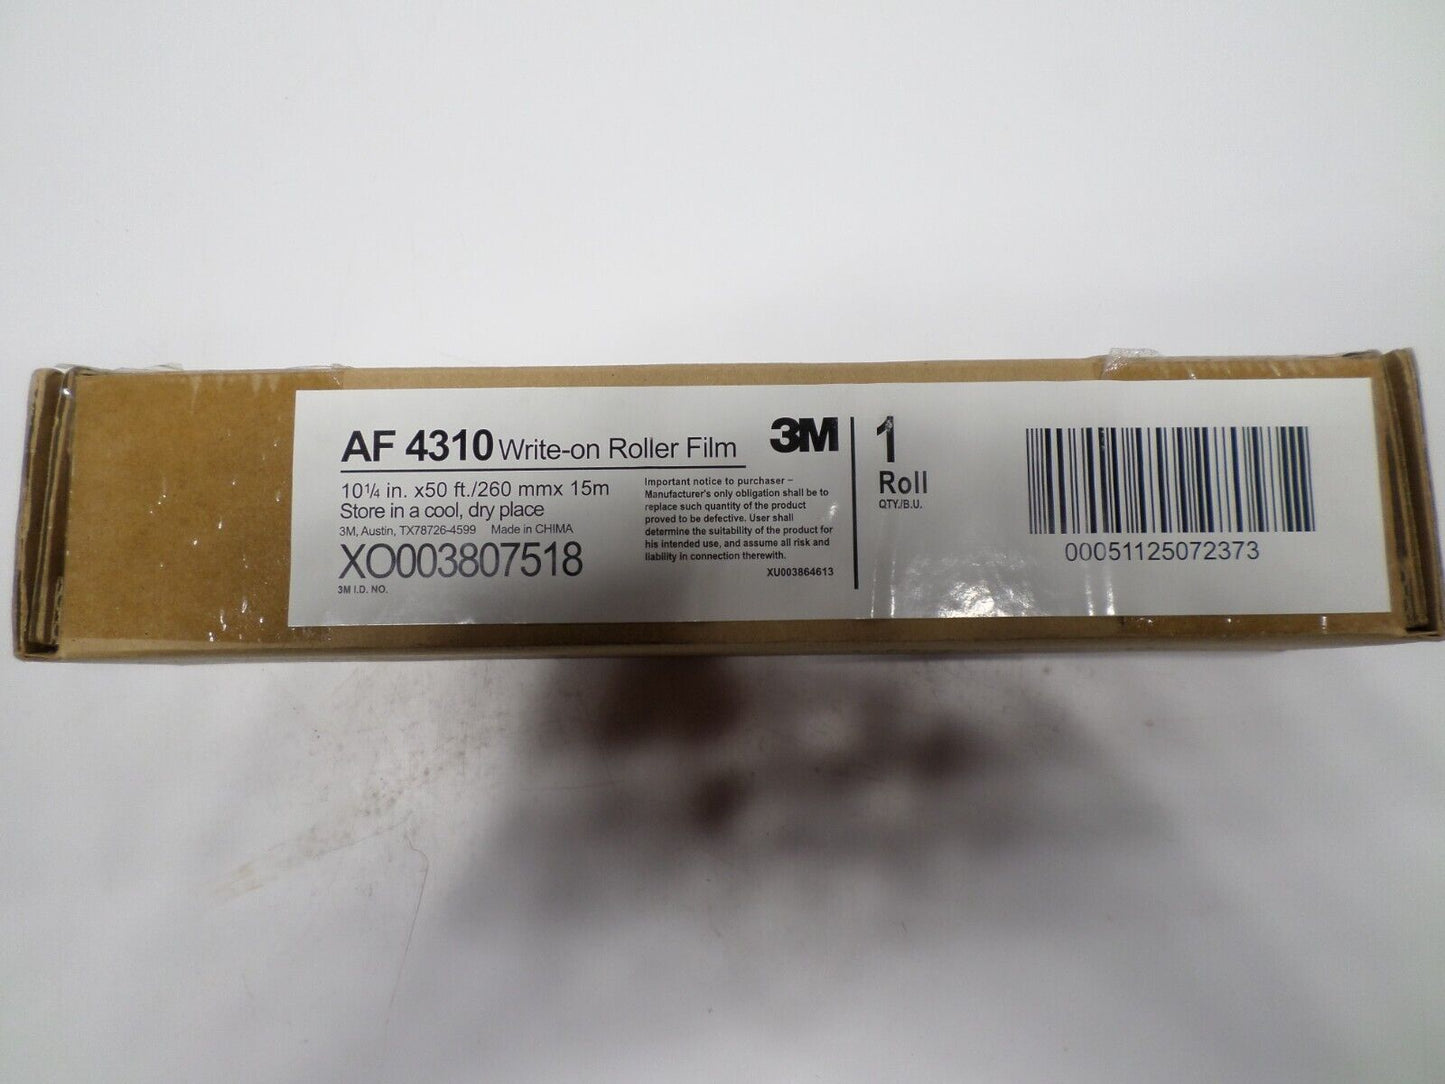 AF 4310 Write-on Roller Film
3M
10¼ in. x50 ft./260 mmx 15m
Store in a cool, dry place
3M, Austin, TX78726-4599 Made in CHIMA
XO003807518
3M I.D. NO.
Important notice to purchaser –
Manufacturer's only obligation shall be to
replace such quantity of the product
proved to be defective. User shall
determine the suitability of the product for
his intended use, and assume all risk and
liability in connection therewith.
XU003864613
1
Roll
QTY./B.U.
00051125072373